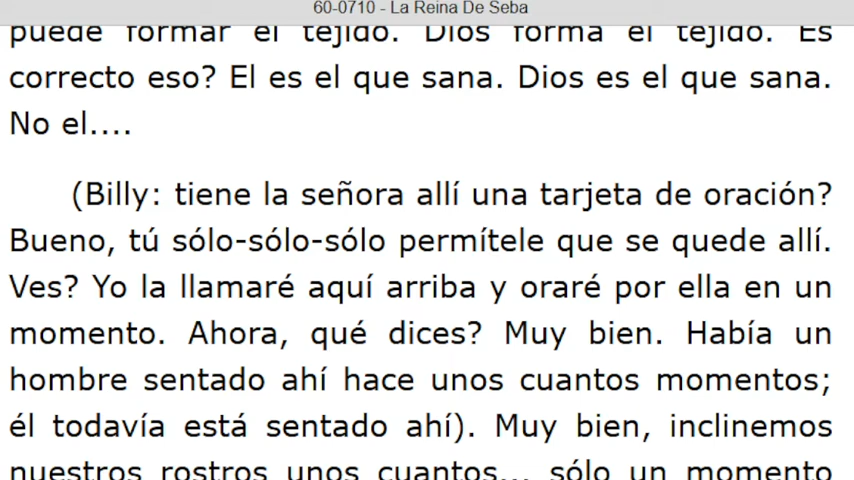 60-0710 - La Reina De Seba
puede formar el tejido. Dios forma el tejido. Es
correcto eso? El es el que sana. Dios es el que sana.
No el....
(Billy: tiene la señora allí una tarjeta de oración?
Bueno, tú sólo-sólo-sólo permítele que se quede allí.
Ves? Yo la llamaré aquí arriba y oraré por ella en un
momento. Ahora, qué dices? Muy bien. Había un
hombre sentado ahí hace unos cuantos momentos;
él todavía está sentado ahí). Muy bien, inclinemos
nuestros rostros unos cuantos... sólo un momento